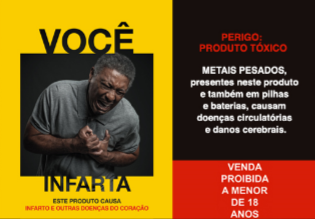 VOCÊ
INFARTA
ESTE PRODUTO CAUSA
INFARTO E OUTRAS DOENÇAS DO CORAÇÃO
PERIGO:
PRODUTO TÓXICO
METAIS PESADOS,
presentes neste produto
e também em pilhas
e baterias, causam
doenças circulatórias
e danos cerebrais.
VENDA
PROIBIDA
A MENOR
DE 18
ANOS